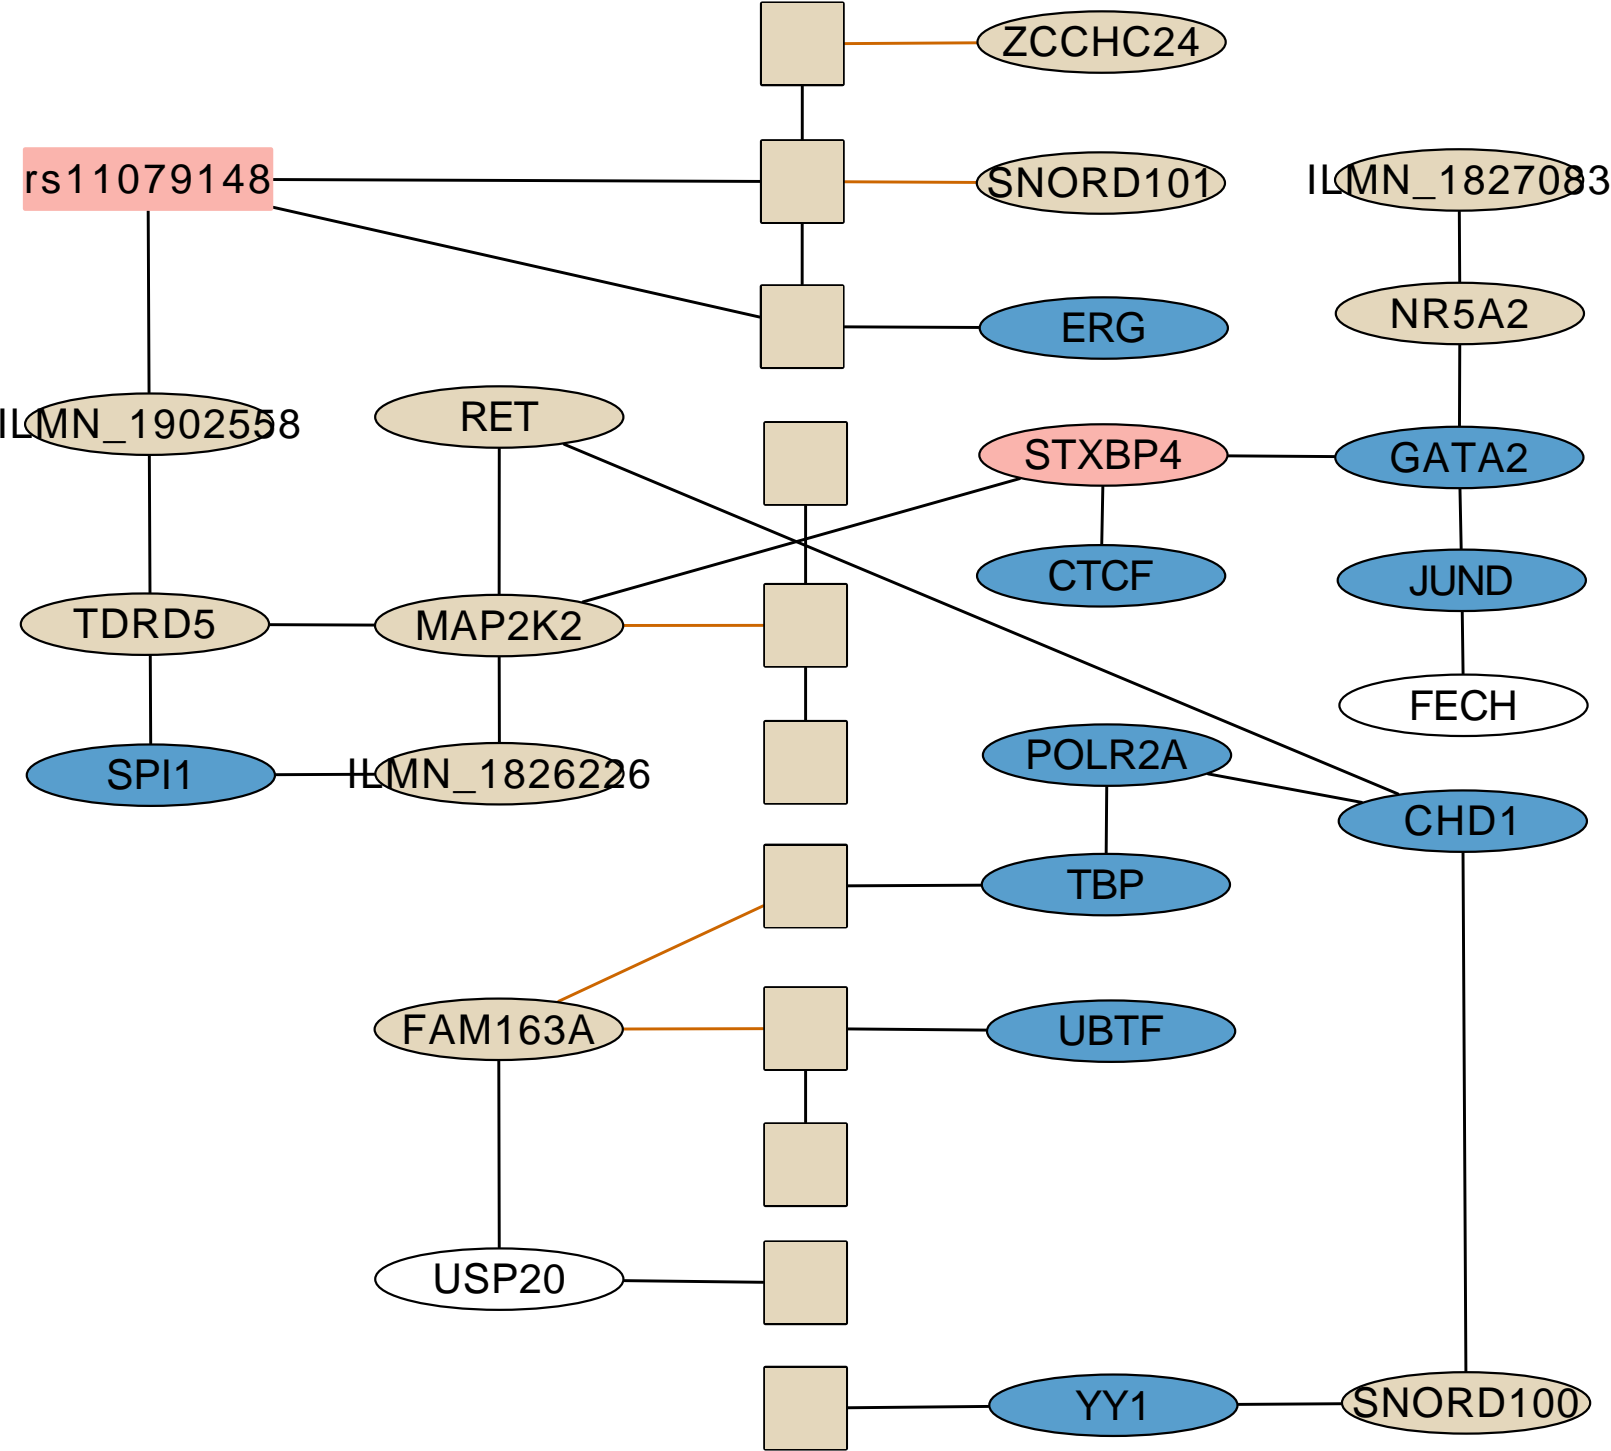 ZCCHC24
rs11079148
SNORD101
ILMN_1827083
NR5A2
ERG
ILMN_1902558
RET
STXBP4
GATA2
CTCF
JUND
TDRD5
MAP2K2
FECH
POLR2A
SPI1
ILMN_1826226
CHD1
TBP
FAM163A
UBTF
USP20
YY1
SNORD100